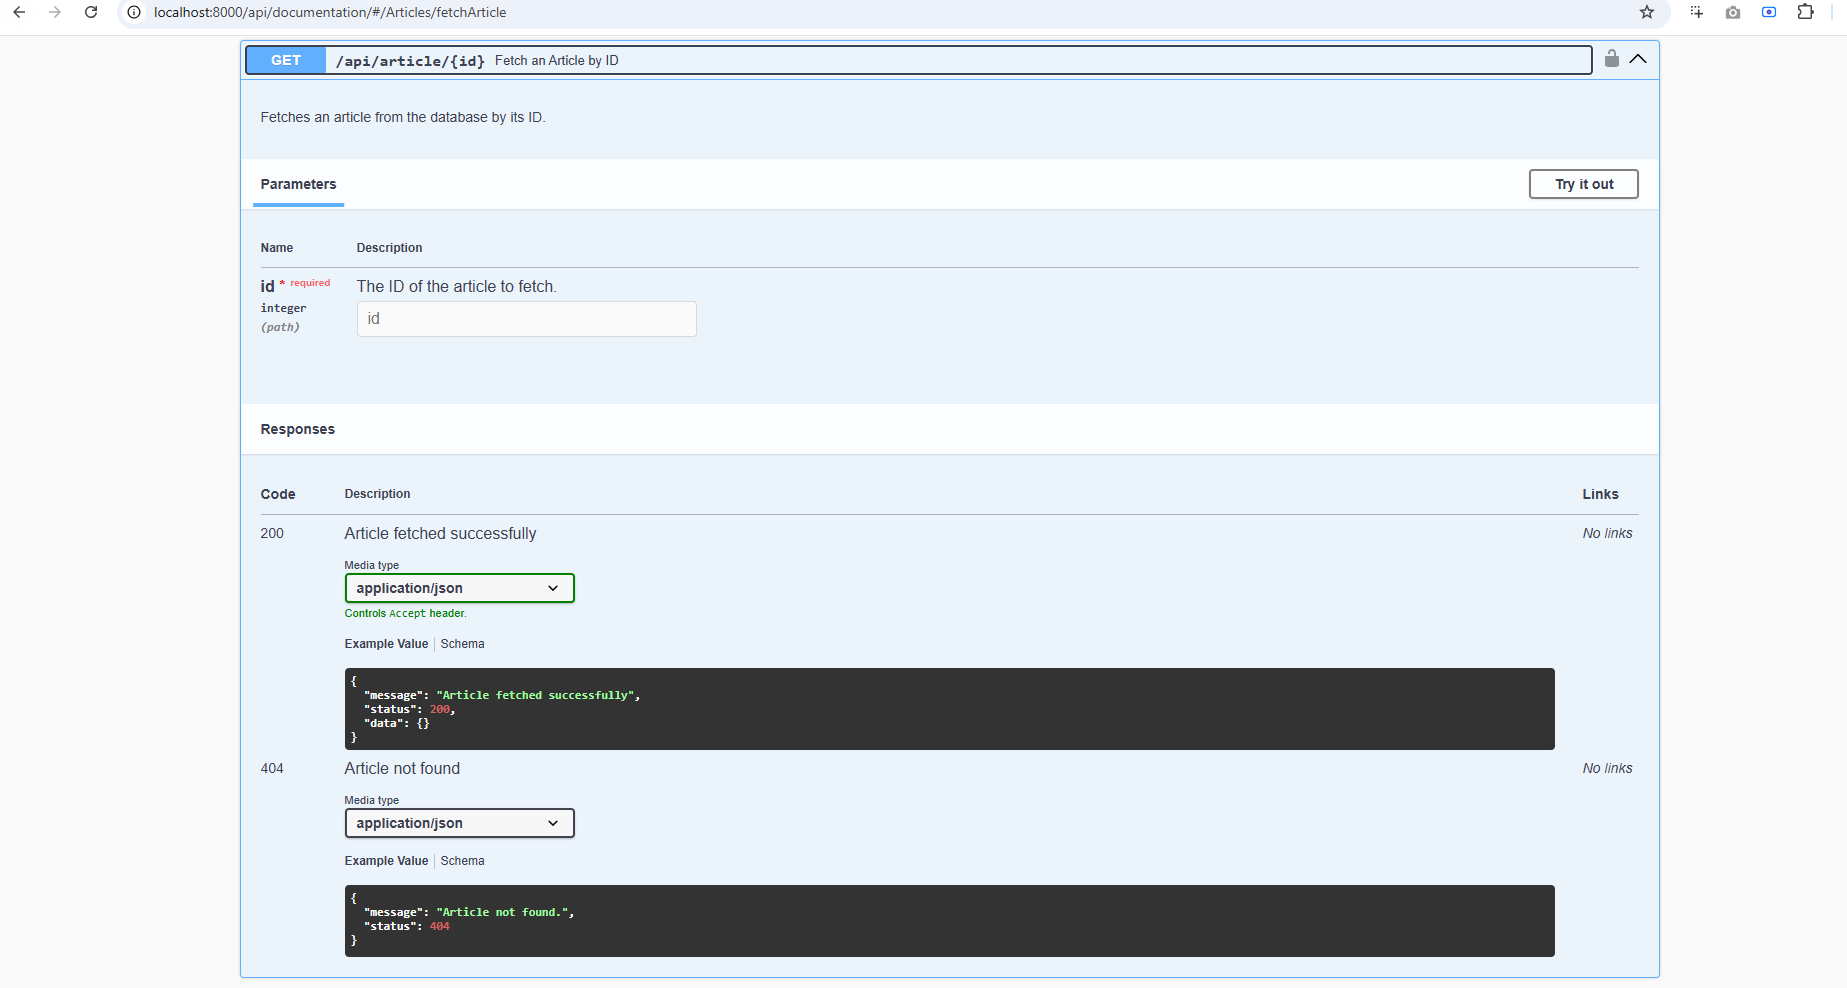 localhost:8000/api/documentation/#/Articles/fetchArticle
GET /api/article/{id} Fetch an Article by ID
Fetches an article from the database by its ID.
Parameters Try it out
Name Description
id * required The ID of the article to fetch.
integer id
(path)
Responses
Code Description Links
200 Article fetched successfully No links
Media type
application/json
Controls Accept header.
Example Value Schema
{
"message": "Article fetched successfully",
"status": 200,
"data": {}
}
404 Article not found No links
Media type
application/json
Example Value Schema
{
"message": "Article not found.",
"status": 404
}